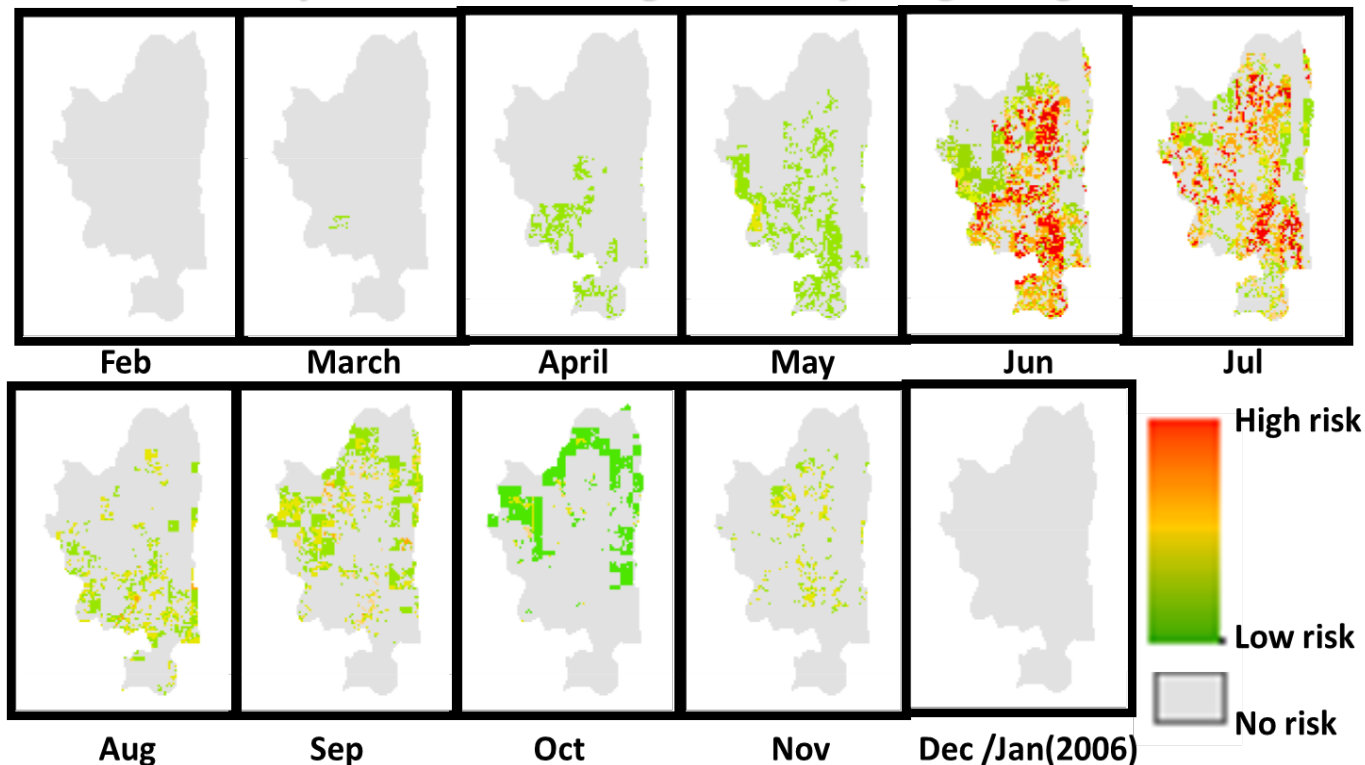 Feb
March
April
May
Jun
Jul
High risk
Low risk
No risk
Aug
Sep
Oct
Nov
Dec /Jan(2006)